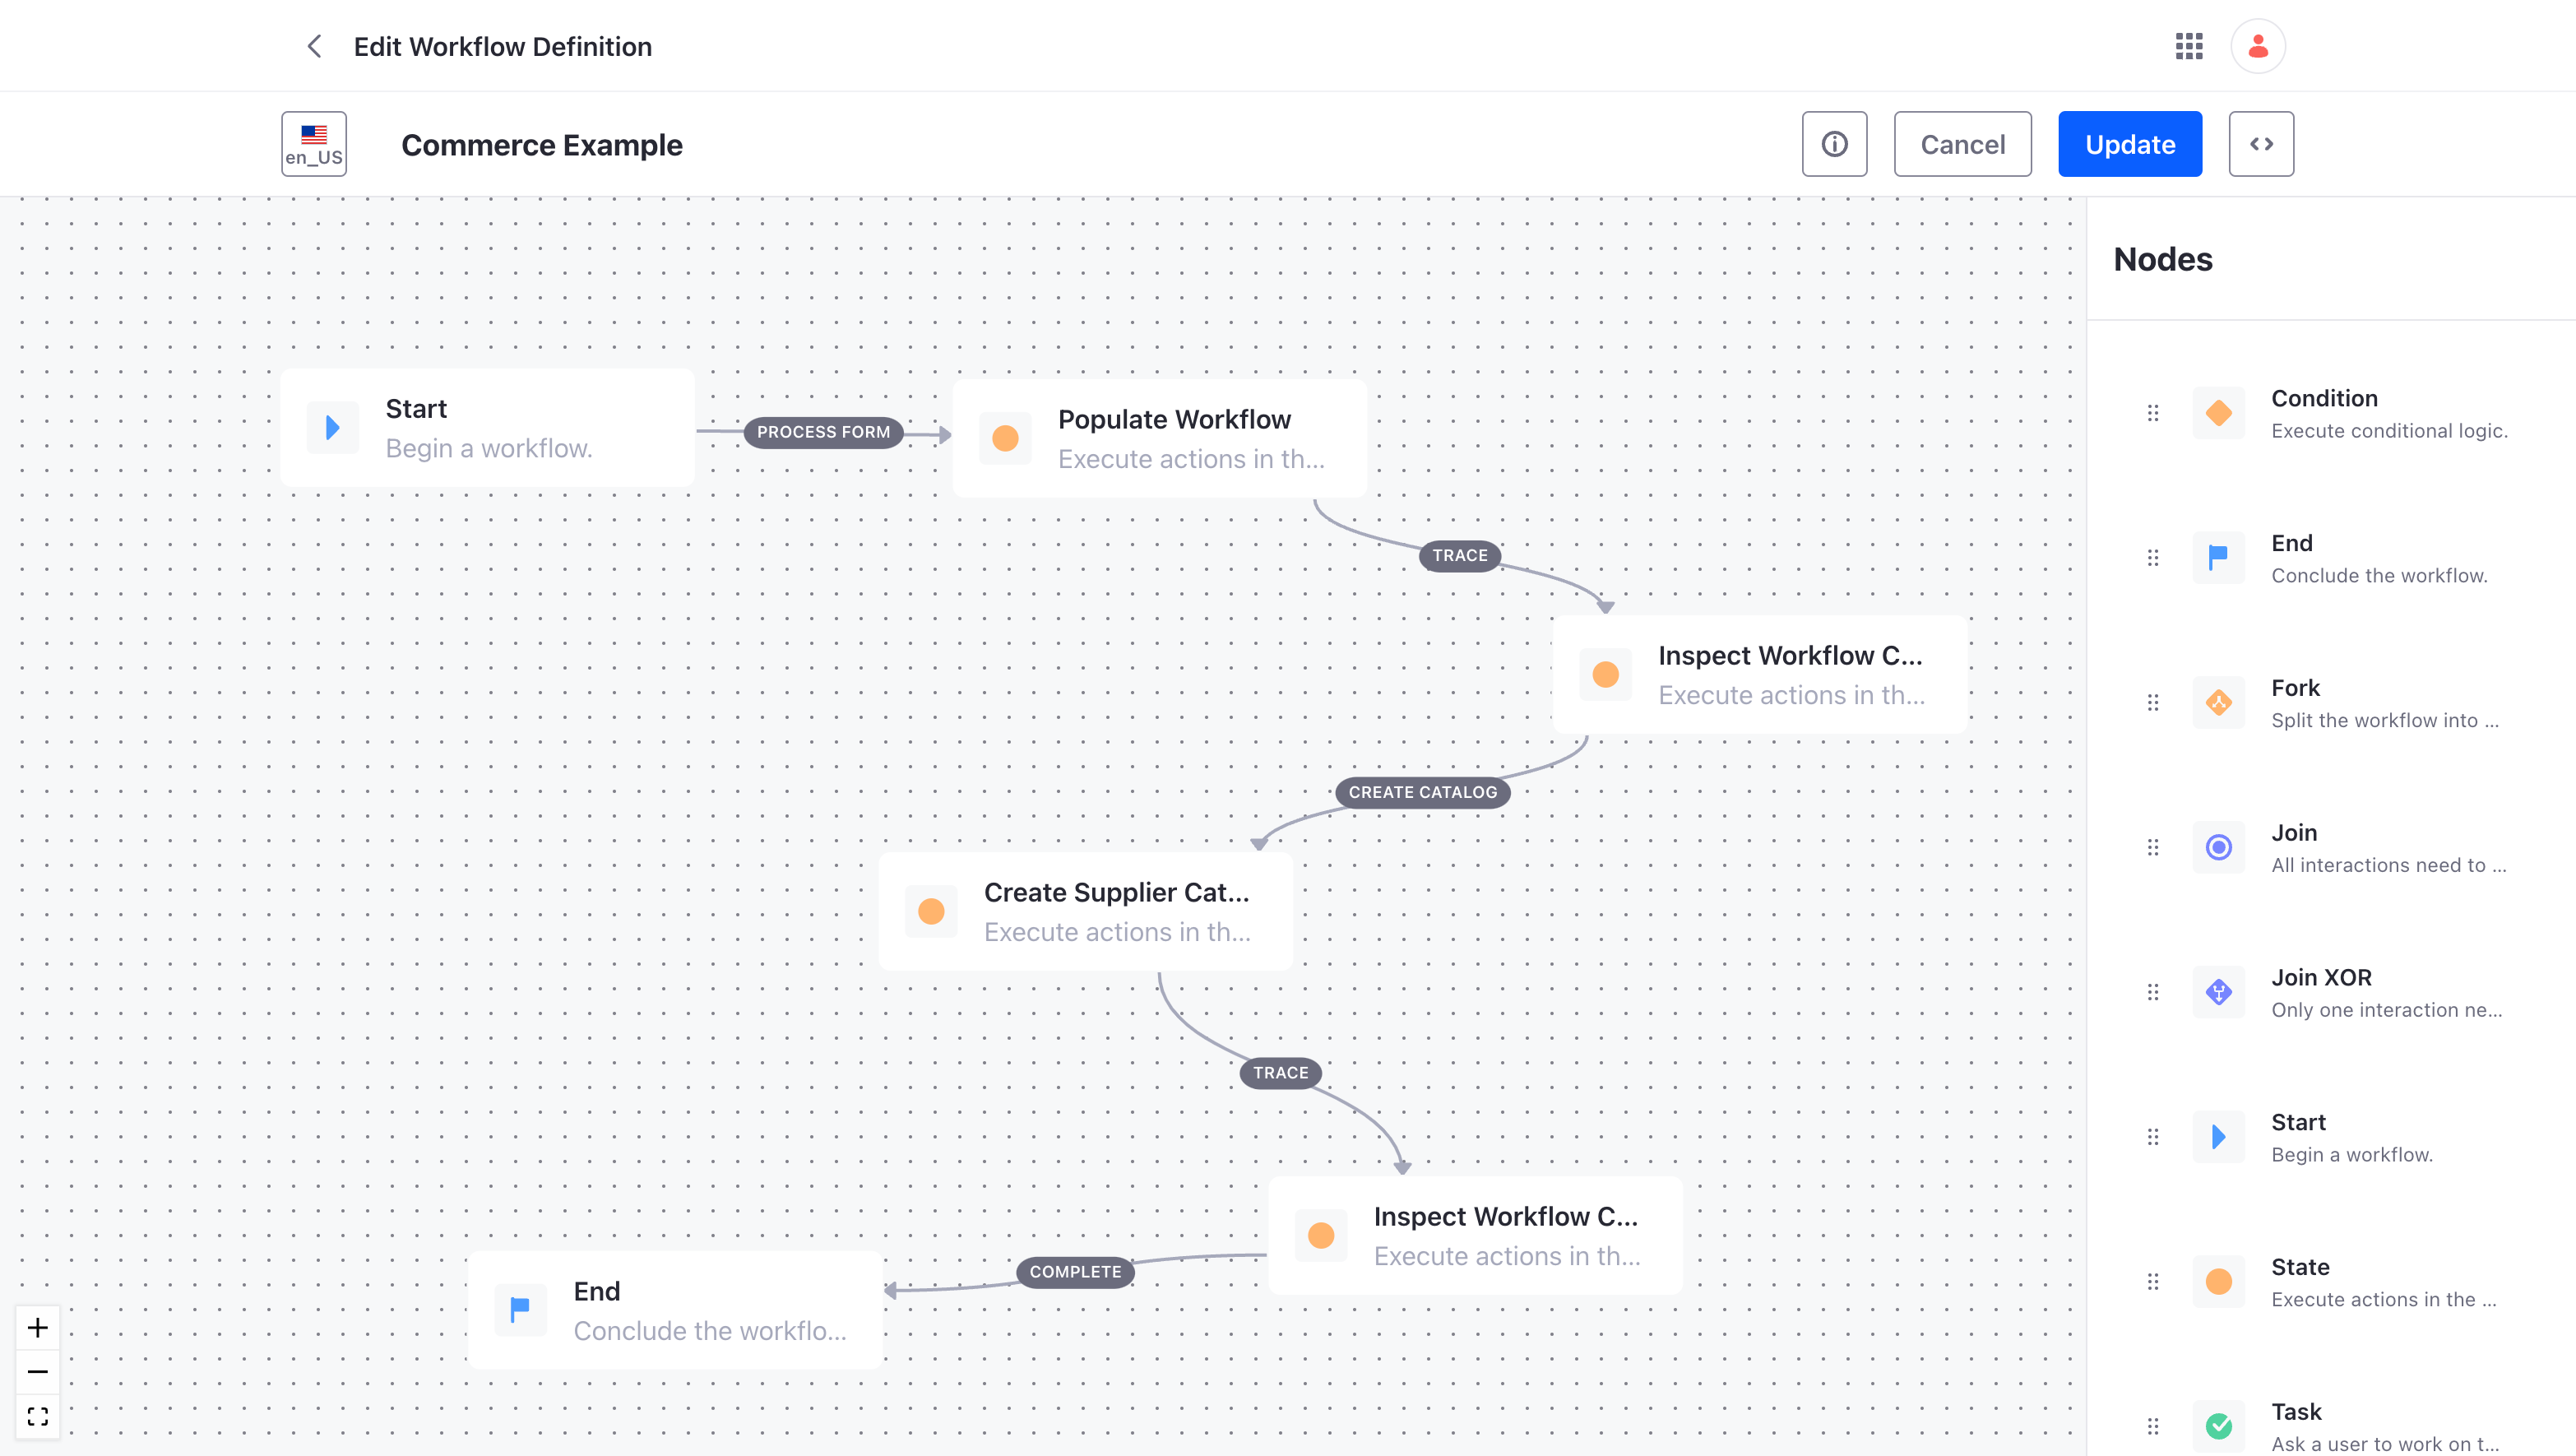 Edit Workflow Definition
en_US
Commerce Example
Cancel
Update
Start
Begin a workflow.
PROCESS FORM
Populate Workflow
Execute actions in th...
TRACE
Inspect Workflow C...
Execute actions in th...
CREATE CATALOG
Create Supplier Cat...
Execute actions in th...
TRACE
Inspect Workflow C...
Execute actions in th...
COMPLETE
End
Conclude the workflo...
Nodes
Condition
Execute conditional logic.
End
Conclude the workflow.
Fork
Split the workflow into ...
Join
All interactions need to ...
Join XOR
Only one interaction ne...
Start
Begin a workflow.
State
Execute actions in the ...
Task
Ask a user to work on t...